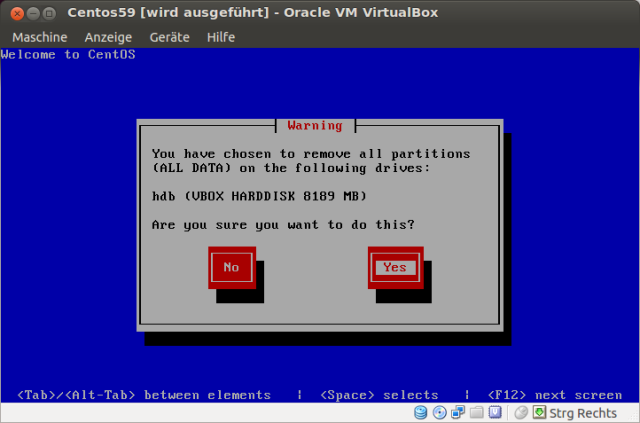 Centos59 [wird ausgeführt] - Oracle VM VirtualBox
Maschine Anzeige Geräte Hilfe
Welcome to CentOS
Warning
You have chosen to remove all partitions
(ALL DATA) on the following drives:
hdb (VBOX HARDDISK 8189 MB)
Are you sure you want to do this?
No Yes
<Tab>/<Alt-Tab> between elements | <Space> selects | <F12> next screen
Strg Rechts